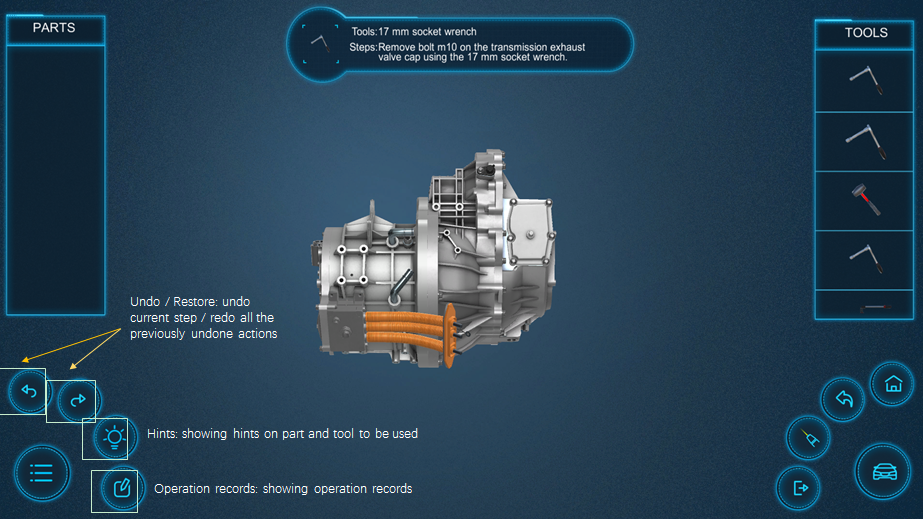 PARTS
Tools:17 mm socket wrench
Steps:Remove bolt m10 on the transmission exhaust
valve cap using the 17 mm socket wrench.
TOOLS
Undo / Restore: undo
current step / redo all the
previously undone actions
Hints: showing hints on part and tool to be used
Operation records: showing operation records